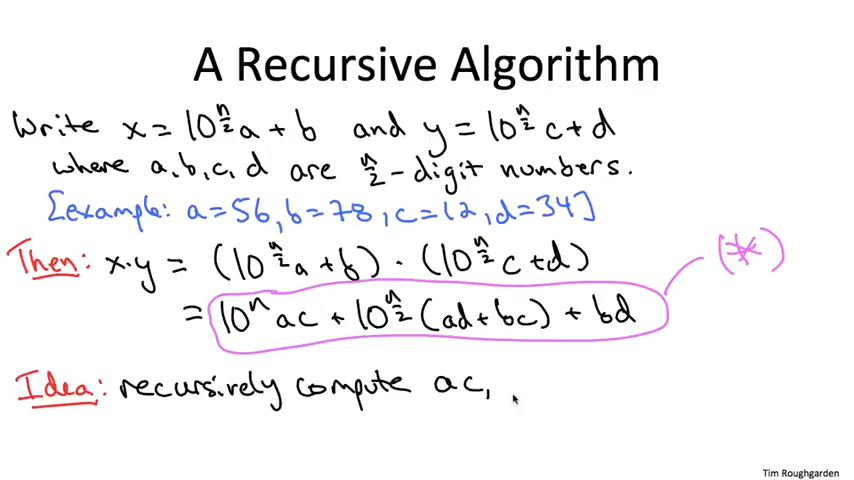 A Recursive Algorithm
Write x = 10^{n/2} a + b and y = 10^{n/2} c + d
where a, b, c, d are n/2 - digit numbers.
[example: a=56, b=78, c=12, d=34]
Then: x·y = (10^{n/2} a + b) · (10^{n/2} c + d)
(*)
= 10^n ac + 10^{n/2} (ad + bc) + bd
Idea: recursively compute ac,
Tim Roughgarden